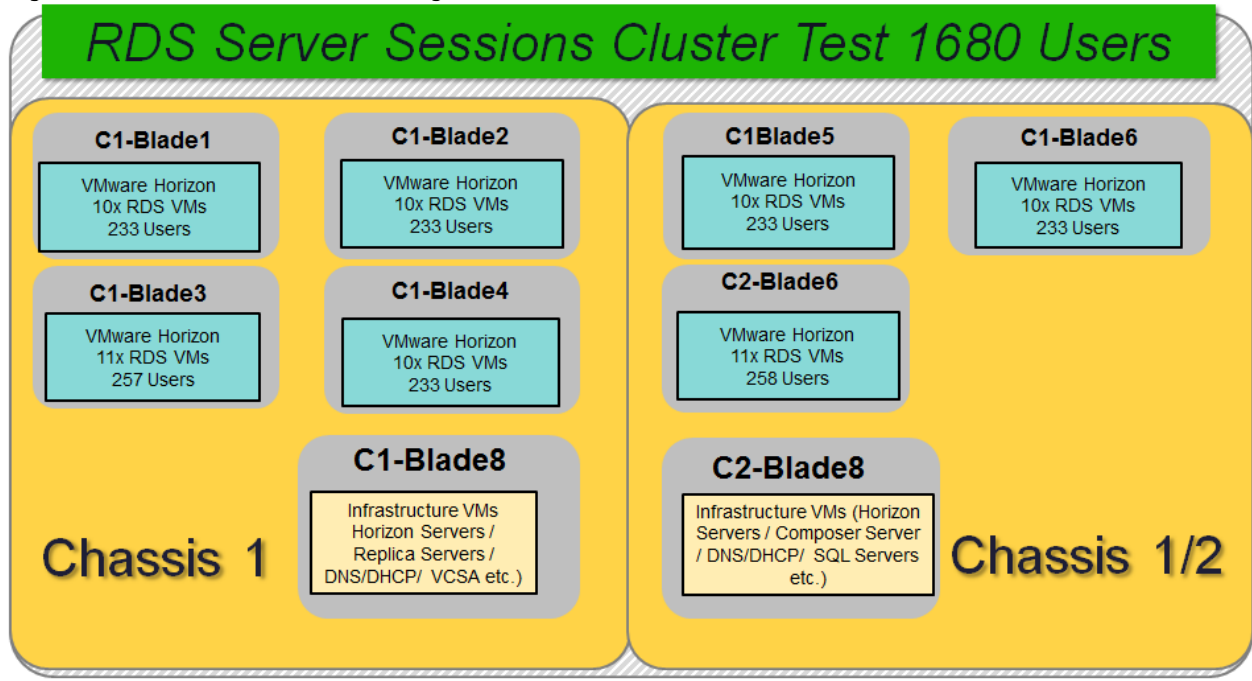 RDS Server Sessions Cluster Test 1680 Users
C1-Blade1
VMware Horizon
10x RDS VMs
233 Users
C1-Blade2
VMware Horizon
10x RDS VMs
233 Users
C1-Blade3
VMware Horizon
11x RDS VMs
257 Users
C1-Blade4
VMware Horizon
10x RDS VMs
233 Users
C1-Blade8
Infrastructure VMs
Horizon Servers /
Replica Servers /
DNS/DHCP/ VCSA etc.)
Chassis 1
C1Blade5
VMware Horizon
10x RDS VMs
233 Users
C1-Blade6
VMware Horizon
10x RDS VMs
233 Users
C2-Blade6
VMware Horizon
11x RDS VMs
258 Users
C2-Blade8
Infrastructure VMs (Horizon
Servers / Composer Server
/ DNS/DHCP/ SQL Servers
etc.)
Chassis 1/2